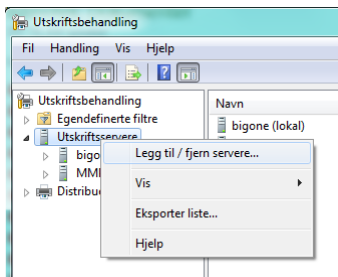 Utskriftsbehandling
Fil Handling Vis Hjelp
Utskriftsbehandling
Egendefinerte filtre
Utskriftsservere
bigo
MMI
Distribu
Navn
bigone (lokal)
Legg til / fjern servere...
Vis
Eksporter liste...
Hjelp